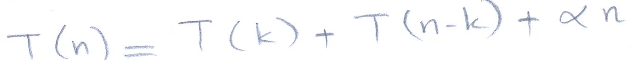 T(n) = T(k) + T(n-k) + αn